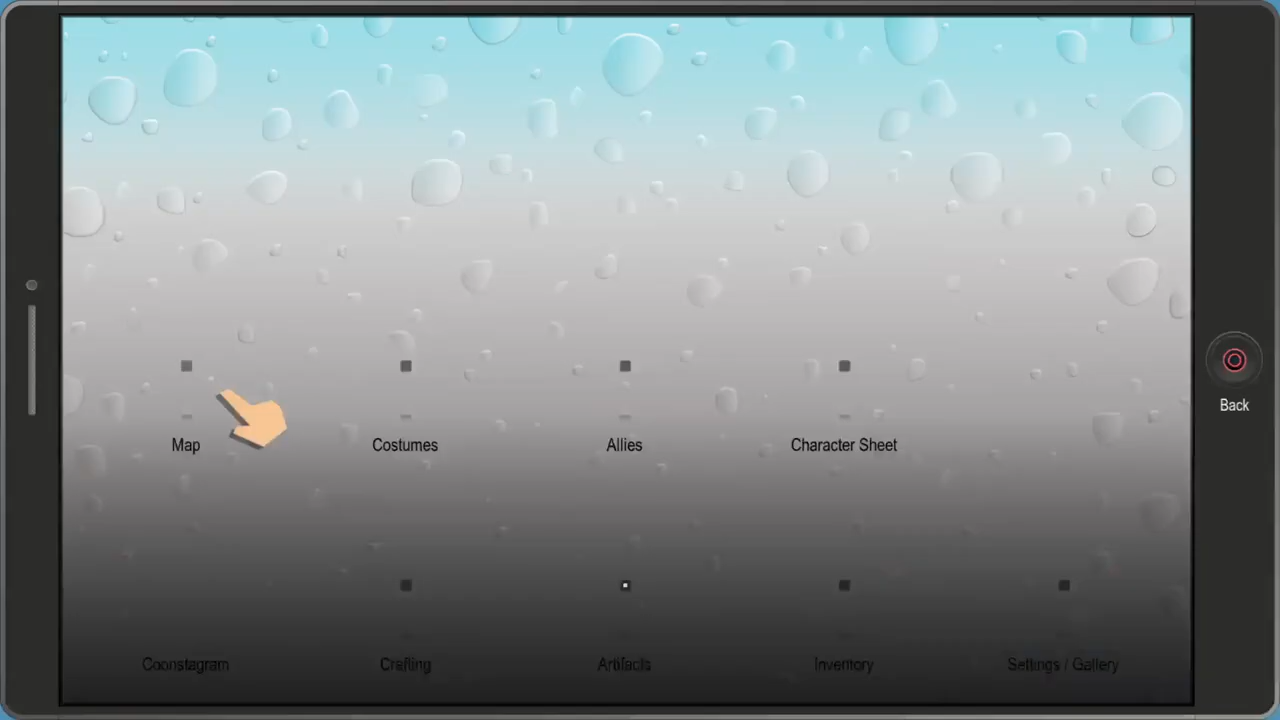 Back
Map
Costumes
Allies
Character Sheet
Coonstagram
Crafting
Artifacts
Inventory
Settings / Gallery